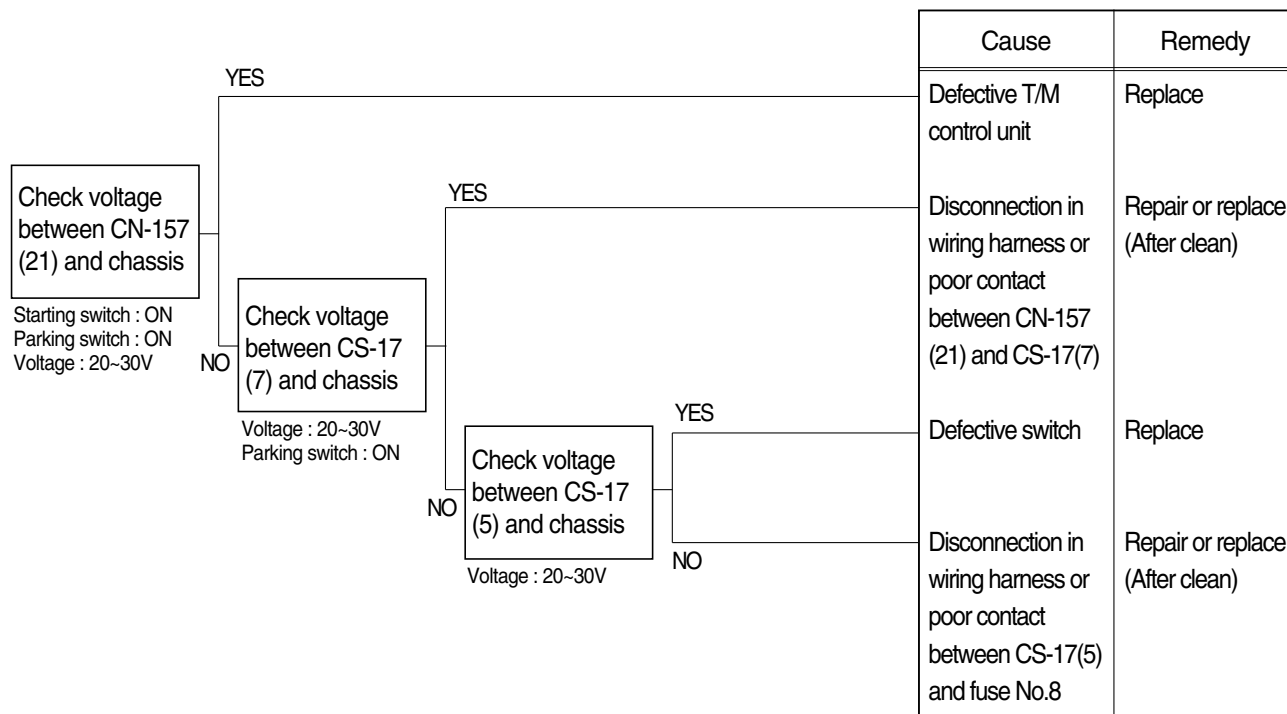 Cause
Remedy
YES
Defective T/M
control unit
Replace
Check voltage
between CN-157
(21) and chassis
Starting switch : ON
Parking switch : ON
Voltage : 20~30V
NO
YES
Disconnection in
wiring harness or
poor contact
between CN-157
(21) and CS-17(7)
Repair or replace
(After clean)
Check voltage
between CS-17
(7) and chassis
Voltage : 20~30V
Parking switch : ON
NO
YES
Defective switch
Replace
Check voltage
between CS-17
(5) and chassis
Voltage : 20~30V
NO
Disconnection in
wiring harness or
poor contact
between CS-17(5)
and fuse No.8
Repair or replace
(After clean)